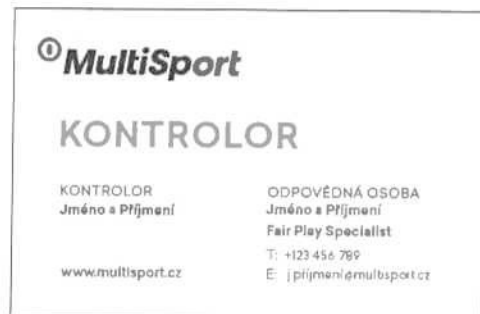 MultiSport
KONTROLOR
KONTROLOR
Jméno a Příjmení
www.multisport.cz
ODPOVĚDNÁ OSOBA
Jméno a Příjmení
Fair Play Specialist
T: +123 456 789
E: j.příjmení@multisport.cz